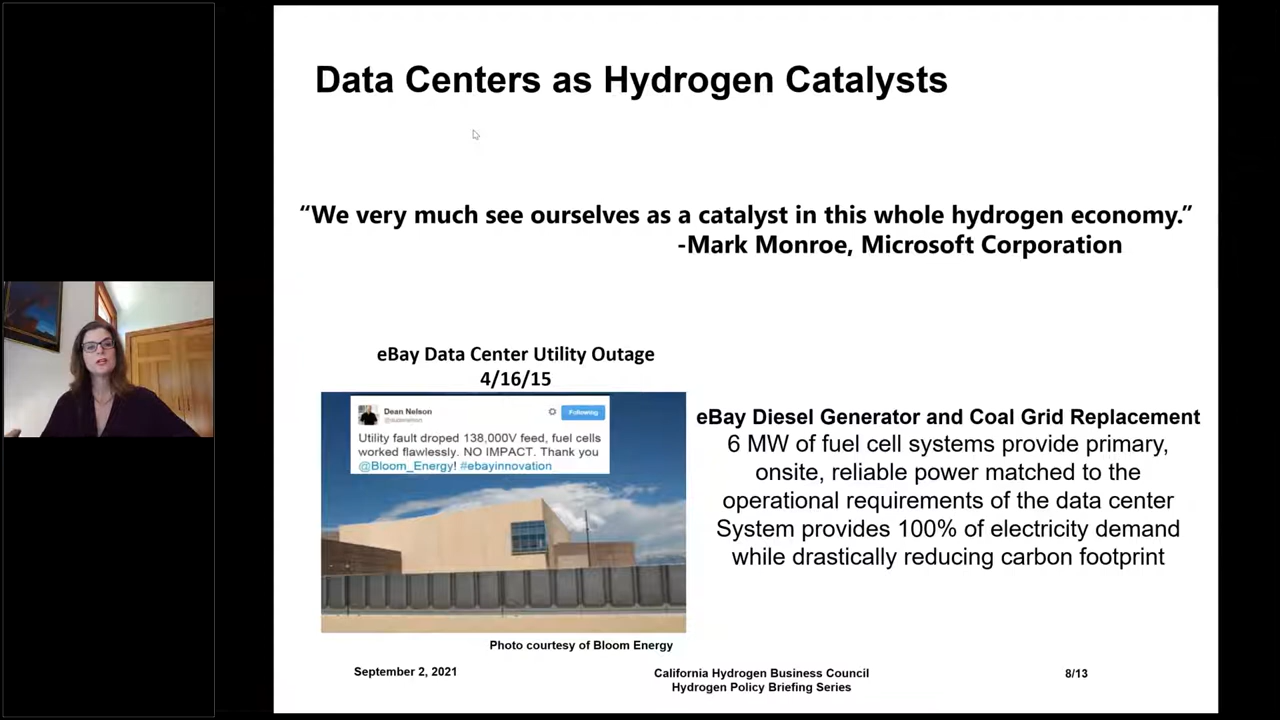 Data Centers as Hydrogen Catalysts
“We very much see ourselves as a catalyst in this whole hydrogen economy.”
-Mark Monroe, Microsoft Corporation
eBay Data Center Utility Outage
4/16/15
Dean Nelson
Following
Utility fault droped 138,000V feed, fuel cells
worked flawlessly. NO IMPACT. Thank you
@Bloom_Energy! #ebayinnovation
Photo courtesy of Bloom Energy
eBay Diesel Generator and Coal Grid Replacement
6 MW of fuel cell systems provide primary,
onsite, reliable power matched to the
operational requirements of the data center
System provides 100% of electricity demand
while drastically reducing carbon footprint
September 2, 2021
California Hydrogen Business Council
Hydrogen Policy Briefing Series
8/13